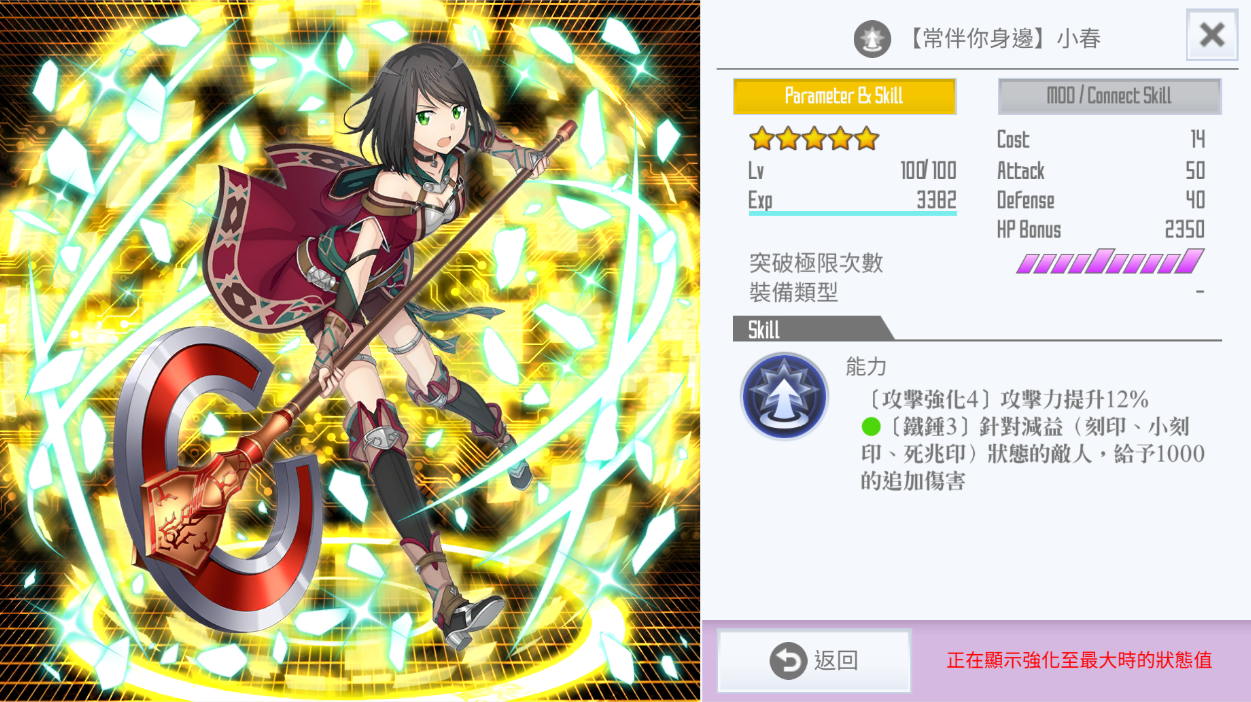 【常伴你身邊】小春
Parameter & Skill
MOD / Connect Skill
Lv 100/100
Exp 3382
Cost 14
Attack 50
Defense 40
HP Bonus 2350
突破極限次數
裝備類型 -
Skill
能力
〔攻擊強化4〕攻擊力提升12%
〔鐵錘3〕針對減益（刻印、小刻
印、死兆印）狀態的敵人，給予1000
的追加傷害
返回
正在顯示強化至最大時的狀態值